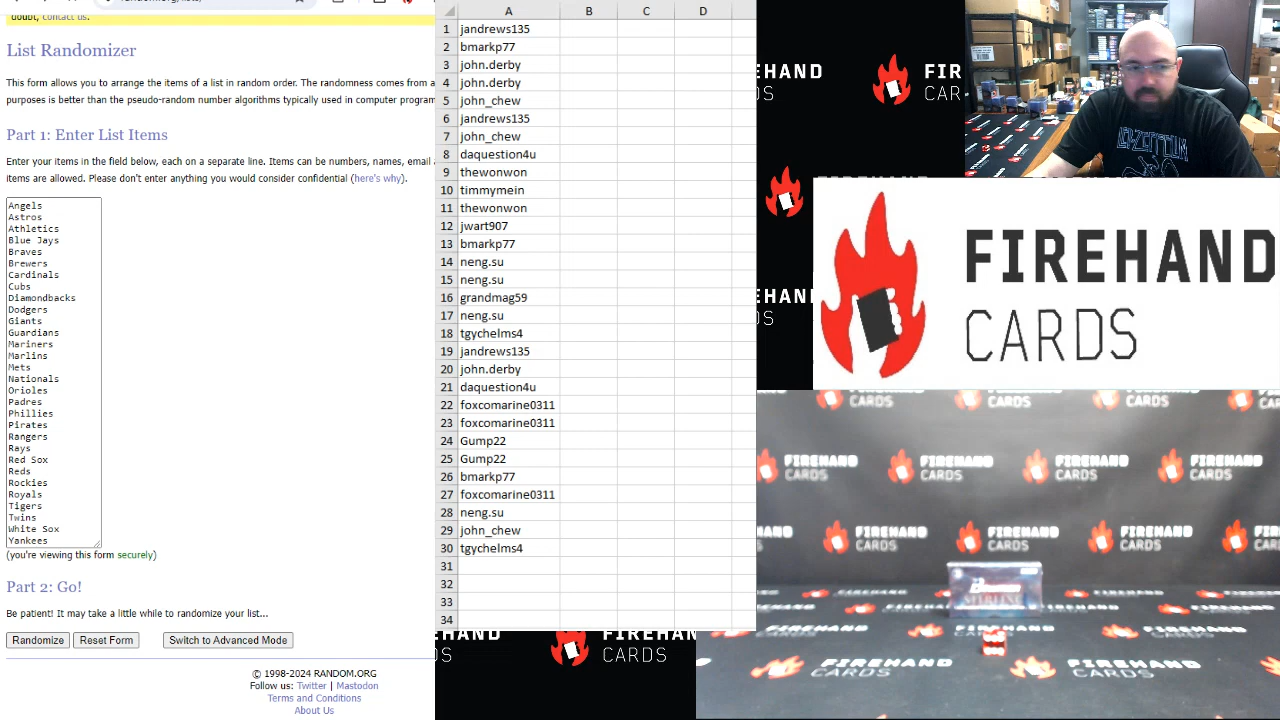 doubt, contact us.
List Randomizer
This form allows you to arrange the items of a list in random order. The randomness comes from a
purposes is better than the pseudo-random number algorithms typically used in computer program
Part 1: Enter List Items
Enter your items in the field below, each on a separate line. Items can be numbers, names, email
items are allowed. Please don't enter anything you would consider confidential (here's why).
Angels
Astros
Athletics
Blue Jays
Braves
Brewers
Cardinals
Cubs
Diamondbacks
Dodgers
Giants
Guardians
Mariners
Marlins
Mets
Nationals
Orioles
Padres
Phillies
Pirates
Rangers
Rays
Red Sox
Reds
Rockies
Royals
Tigers
Twins
White Sox
Yankees
(you're viewing this form securely)
Part 2: Go!
Be patient! It may take a little while to randomize your list...
Randomize
Reset Form
Switch to Advanced Mode
© 1998-2024 RANDOM.ORG
Follow us: Twitter | Mastodon
Terms and Conditions
About Us
A B C D
1 jandrews135
2 bmarkp77
3 john.derby
4 john.derby
5 john_chew
6 jandrews135
7 john_chew
8 daquestion4u
9 thewonwon
10 timmymein
11 thewonwon
12 jwart907
13 bmarkp77
14 neng.su
15 neng.su
16 grandmag59
17 neng.su
18 tgychelms4
19 jandrews135
20 john.derby
21 daquestion4u
22 foxcomarine0311
23 foxcomarine0311
24 Gump22
25 Gump22
26 bmarkp77
27 foxcomarine0311
28 neng.su
29 john_chew
30 tgychelms4
31
32
33
34
LED-ZEPPELIN
FIREHAND
CARDS
FIREHAND
CARDS